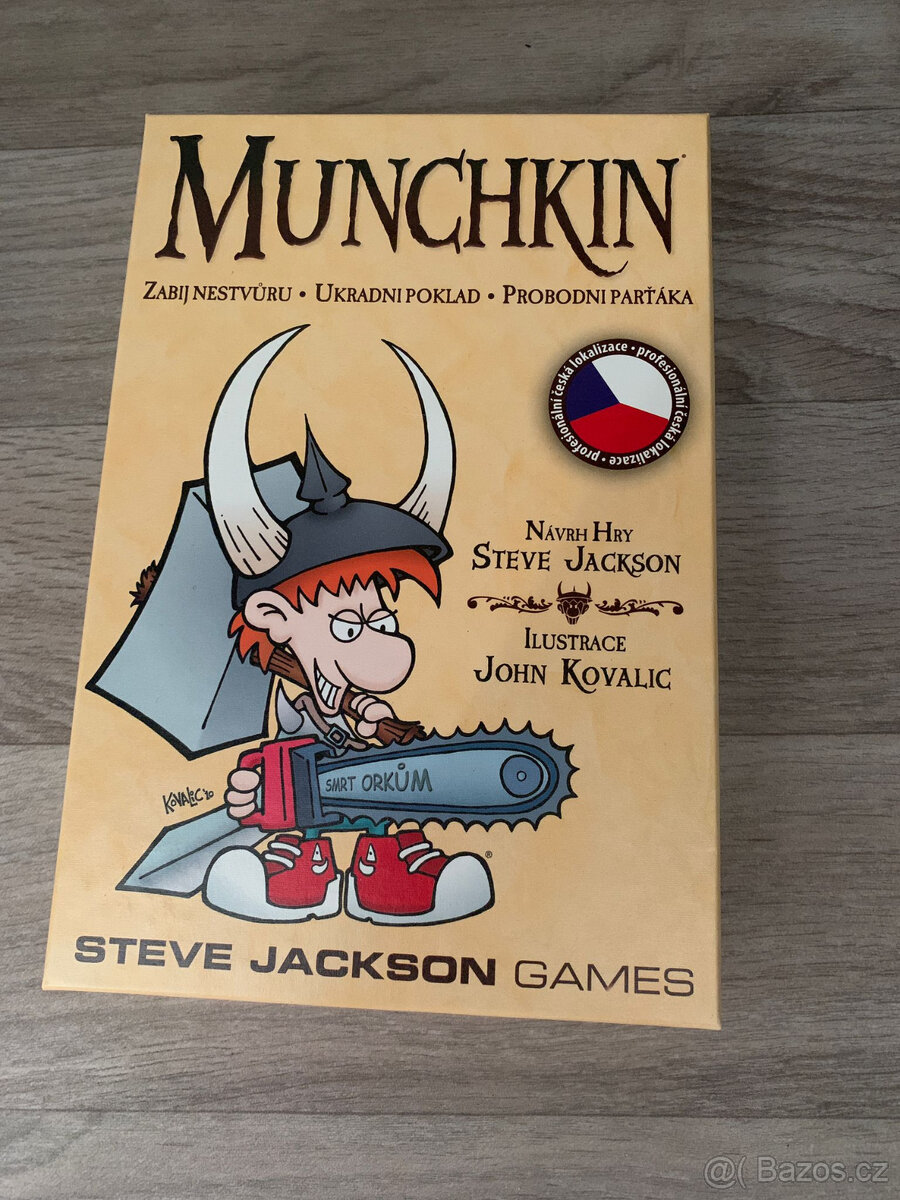 MUNCHKIN
ZABIJ NESTVŮRU • UKRADNI POKLAD • PROBODNI PARŤÁKA
profesionální česká lokalizace • profesionální česká lokalizace •
NÁVRH HRY
STEVE JACKSON
ILUSTRACE
JOHN KOVALIC
SMRT ORKŮM
KOVALIC '10
®
STEVE JACKSON GAMES
@( Bazos.cz